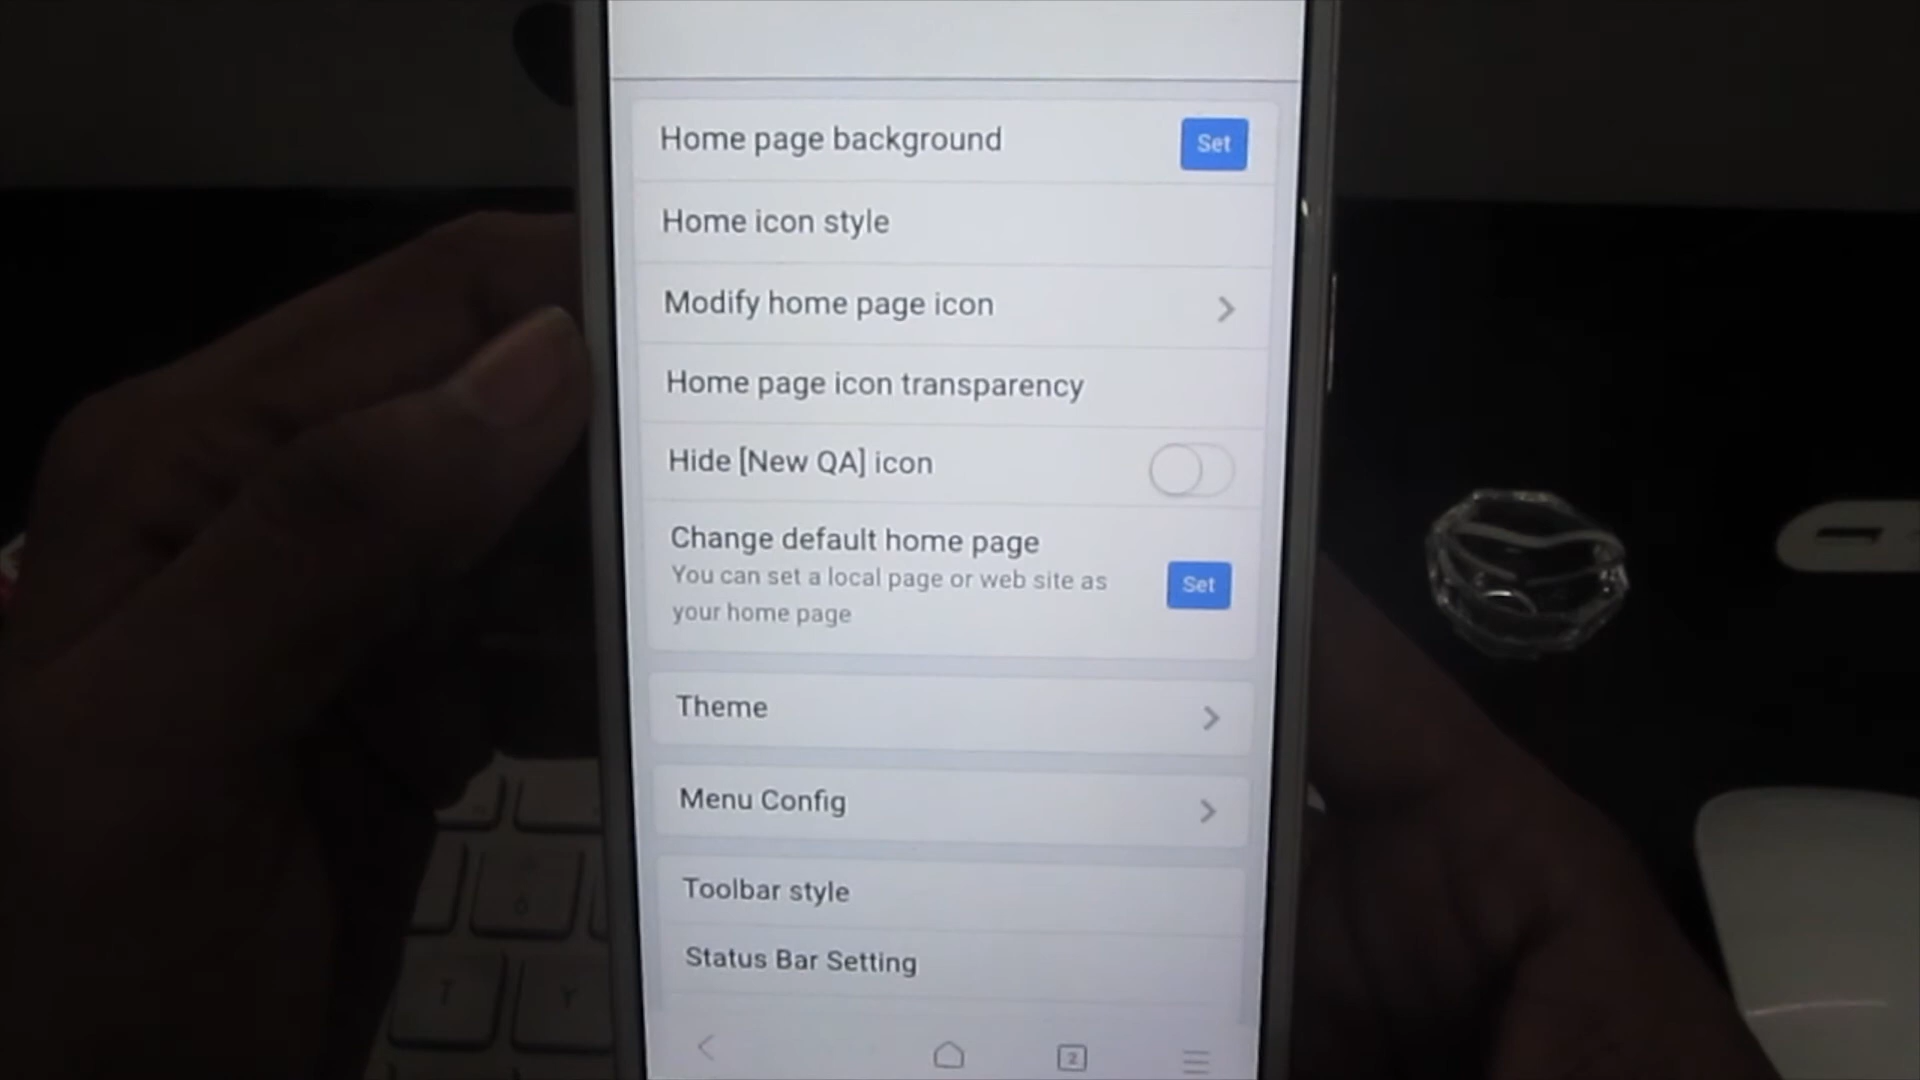 Home page background
Set
Home icon style
Modify home page icon
Home page icon transparency
Hide [New QA] icon
Change default home page
You can set a local page or web site as
your home page
Set
Theme
Menu Config
Toolbar style
Status Bar Setting
2
6
T
Y